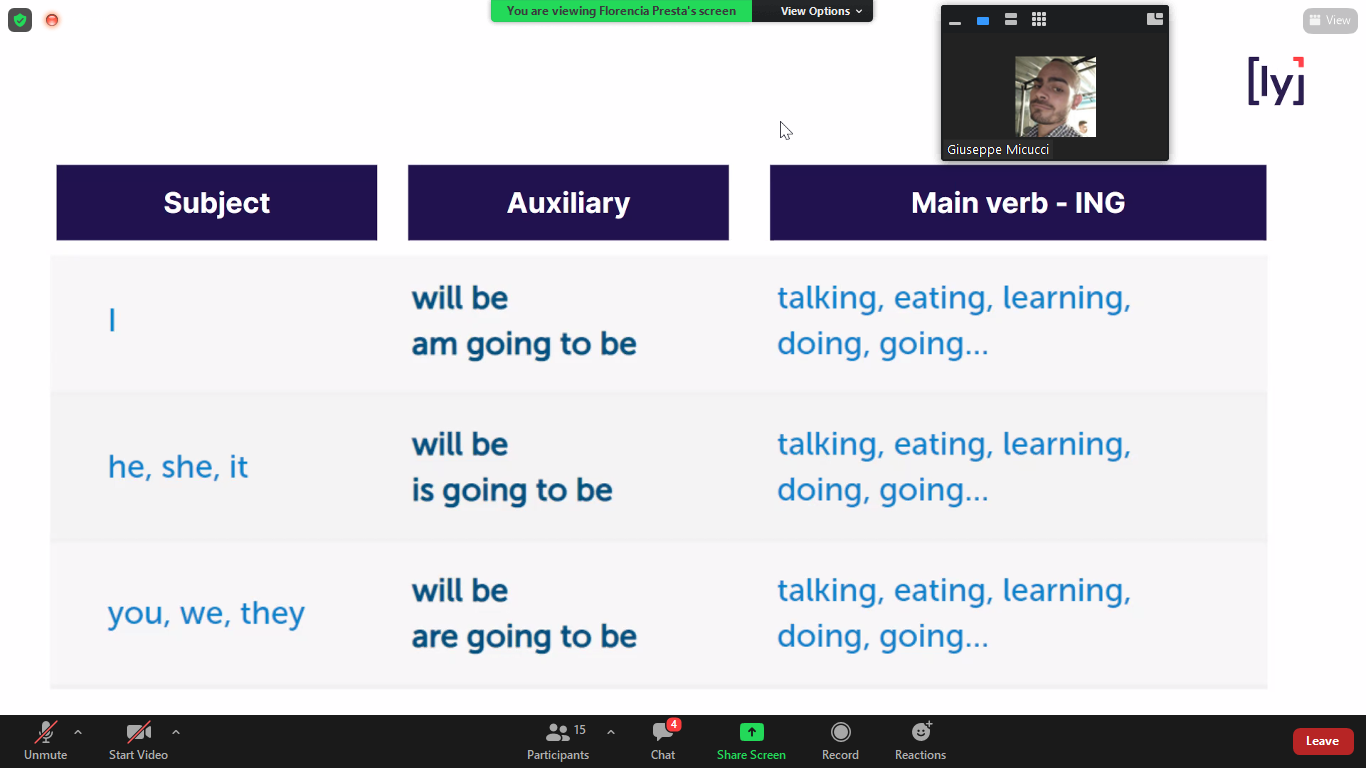 You are viewing Florencia Presta's screen
View Options
View
[ly]
Giuseppe Micucci
Subject
Auxiliary
Main verb - ING
I
will be
am going to be
talking, eating, learning,
doing, going...
he, she, it
will be
is going to be
talking, eating, learning,
doing, going...
you, we, they
will be
are going to be
talking, eating, learning,
doing, going...
Unmute
Start Video
Participants
15
Chat
4
Share Screen
Record
Reactions
Leave